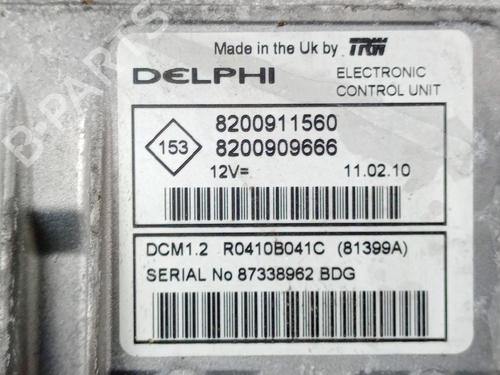 Made in the Uk by TRW
DELPHI ELECTRONIC
CONTROL UNIT
153
8200911560
8200909666
12V= 11.02.10
DCM1.2 R0410B041C (81399A)
SERIAL No 87338962 BDG
B-PARTS